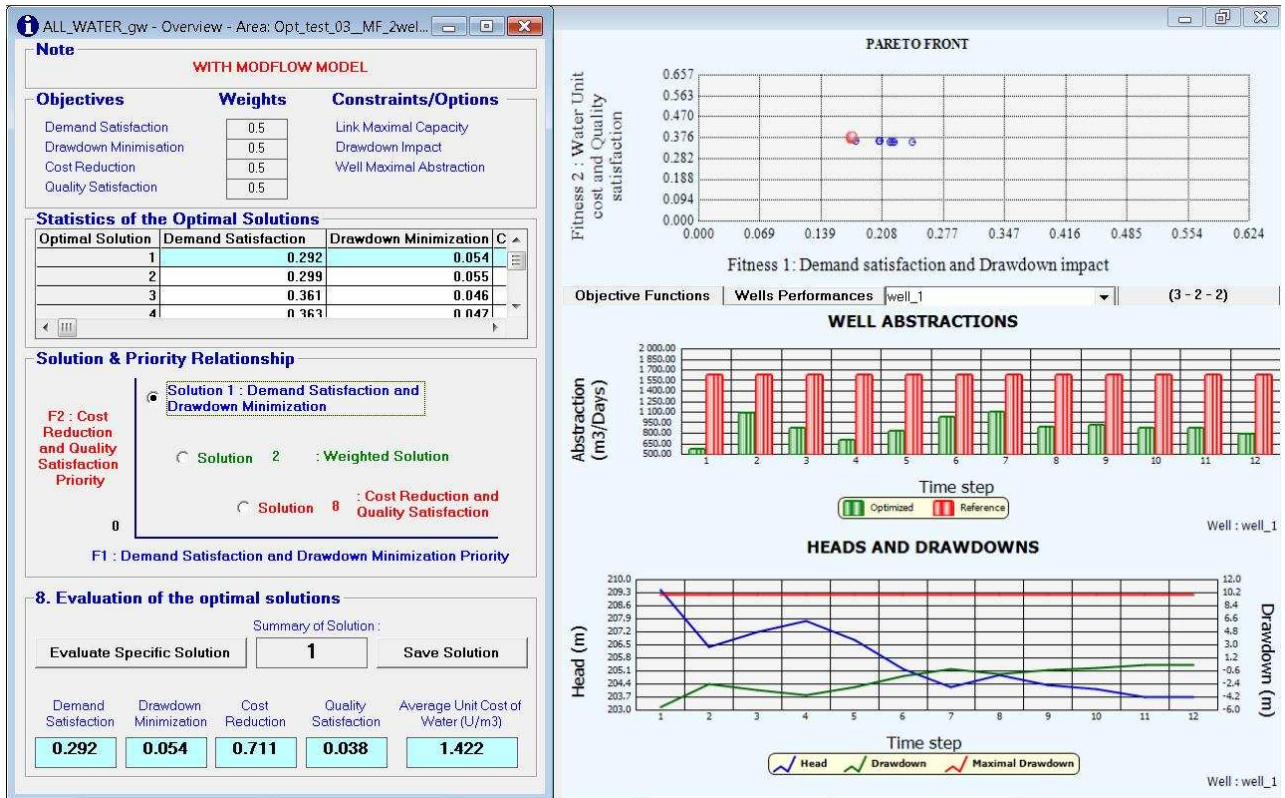 ALL_WATER_gw - Overview - Area: Opt_test_03__MF_2wel...
Note
WITH MODFLOW MODEL
Objectives Weights Constraints/Options
Demand Satisfaction 0.5 Link Maximal Capacity
Drawdown Minimisation 0.5 Drawdown Impact
Cost Reduction 0.5 Well Maximal Abstraction
Quality Satisfaction 0.5
Statistics of the Optimal Solutions
Optimal Solution Demand Satisfaction Drawdown Minimization C
1 0.292 0.054
2 0.299 0.055
3 0.361 0.046
4 0.363 0.047
Solution & Priority Relationship
Solution 1 : Demand Satisfaction and
Drawdown Minimization
F2 : Cost
Reduction
and Quality
Satisfaction
Priority
Solution 2 : Weighted Solution
Solution 8 : Cost Reduction and
Quality Satisfaction
0
F1 : Demand Satisfaction and Drawdown Minimization Priority
8. Evaluation of the optimal solutions
Summary of Solution :
Evaluate Specific Solution 1 Save Solution
Demand Satisfaction
Drawdown Minimization
Cost Reduction
Quality Satisfaction
Average Unit Cost of Water (U/m3)
0.292 0.054 0.711 0.038 1.422
PARETO FRONT
Fitness 2 : Water Unit
cost and Quality
satisfaction
0.657
0.563
0.470
0.376
0.282
0.188
0.094
0.000
0.000 0.069 0.139 0.208 0.277 0.347 0.416 0.485 0.554 0.624
Fitness 1: Demand satisfaction and Drawdown impact
Objective Functions Wells Performances well_1 (3 - 2 - 2)
WELL ABSTRACTIONS
Abstraction
(m3/Days)
2 000.00
1 850.00
1 700.00
1 550.00
1 400.00
1 250.00
1 100.00
950.00
800.00
650.00
500.00
1 2 3 4 5 6 7 8 9 10 11 12
Time step
Optimized Reference
Well : well_1
HEADS AND DRAWDOWNS
Head (m)
210.0
209.3
208.6
207.9
207.2
206.5
205.8
205.1
204.4
203.7
203.0
12.0
10.2
8.4
6.6
4.8
3.0
1.2
-0.6
-2.4
-4.2
-6.0
Drawdown (m)
1 2 3 4 5 6 7 8 9 10 11 12
Time step
Head Drawdown Maximal Drawdown
Well : well_1